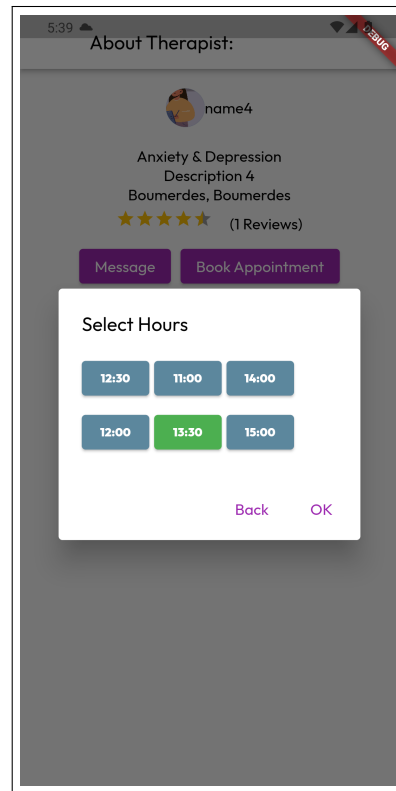 5:39
DEBUG
About Therapist:
name4
Anxiety & Depression
Description 4
Boumerdes, Boumerdes
(1 Reviews)
Message Book Appointment
Select Hours
12:30 11:00 14:00
12:00 13:30 15:00
Back OK